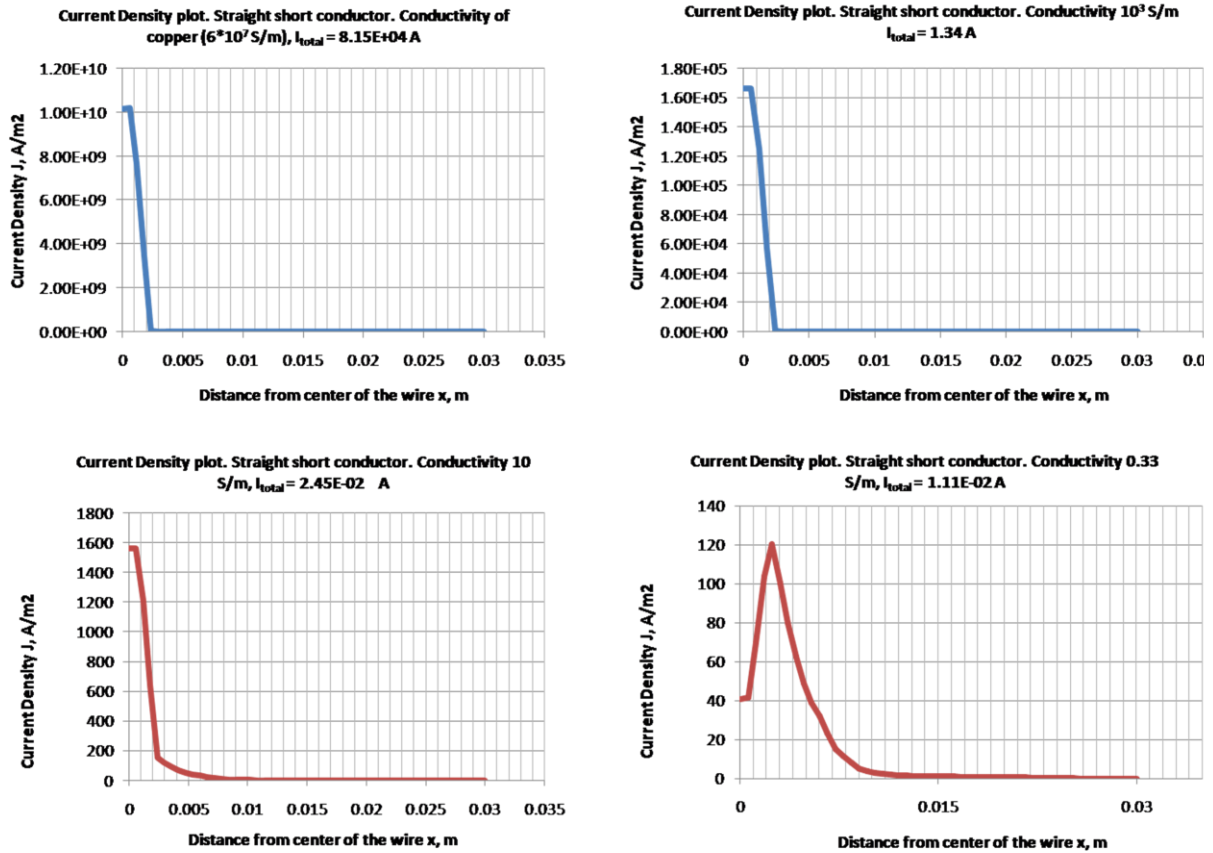 Current Density plot. Straight short conductor. Conductivity of
copper (6*10⁷ S/m), Itotal = 8.15E+04 A
1.20E+10
1.00E+10
8.00E+09
6.00E+09
4.00E+09
2.00E+09
0.00E+00
Current Density J, A/m2
0 0.005 0.01 0.015 0.02 0.025 0.03 0.035
Distance from center of the wire x, m
Current Density plot. Straight short conductor. Conductivity 10³ S/m
Itotal = 1.34 A
1.80E+05
1.60E+05
1.40E+05
1.20E+05
1.00E+05
8.00E+04
6.00E+04
4.00E+04
2.00E+04
0.00E+00
Current Density J, A/m2
0 0.005 0.01 0.015 0.02 0.025 0.03
Distance from center of the wire x, m
Current Density plot. Straight short conductor. Conductivity 10
S/m, Itotal = 2.45E-02 A
1800
1600
1400
1200
1000
800
600
400
200
0
Current Density J, A/m2
0 0.005 0.01 0.015 0.02 0.025 0.03 0.035
Distance from center of the wire x, m
Current Density plot. Straight short conductor. Conductivity 0.33
S/m, Itotal = 1.11E-02 A
140
120
100
80
60
40
20
0
Current Density J, A/m2
0 0.015 0.03
Distance from center of the wire x, m